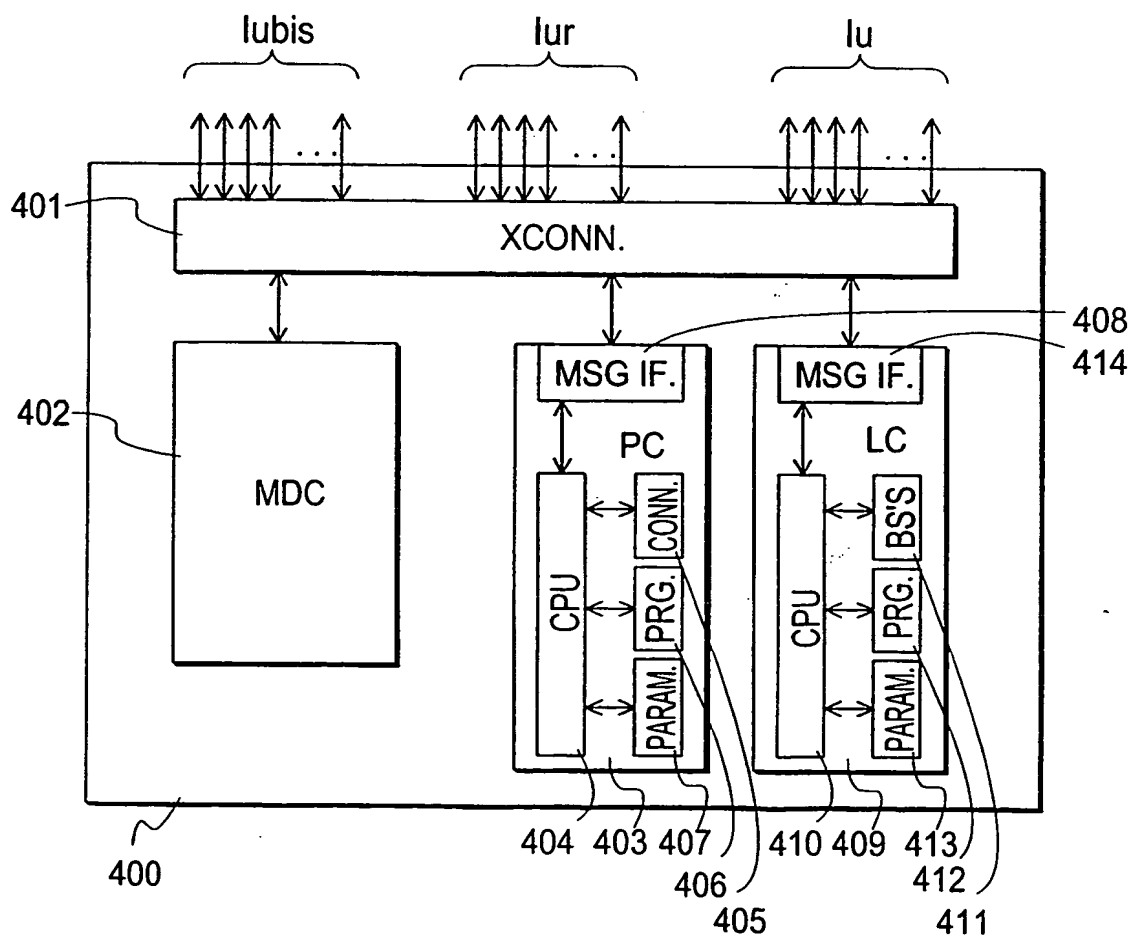 Iubis Iur Iu
... ... ...
401
XCONN.
408
414
MSG IF. MSG IF.
402
PC LC
MDC
CPU CONN. PRG. PARAM.
CPU BS'S PRG. PARAM.
400
404 403 407 410 409 413
406 412
405 411